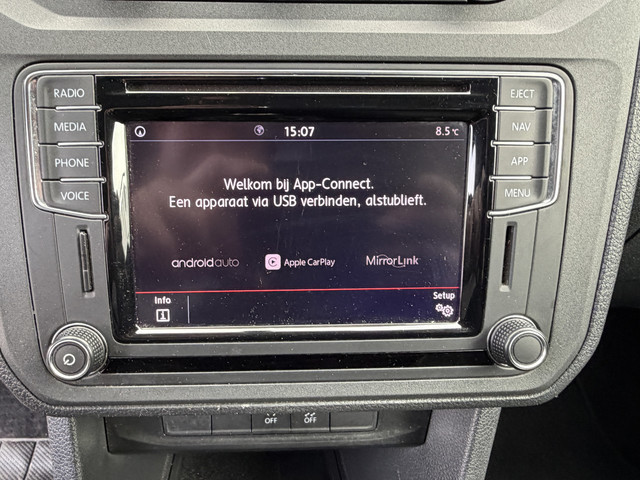 RADIO
MEDIA
PHONE
VOICE
EJECT
NAV
APP
MENU
15:07
8.5°C
Welkom bij App-Connect.
Een apparaat via USB verbinden, alstublieft.
androidauto
Apple CarPlay
MirrorLink
Info
i
Setup
OFF
OFF